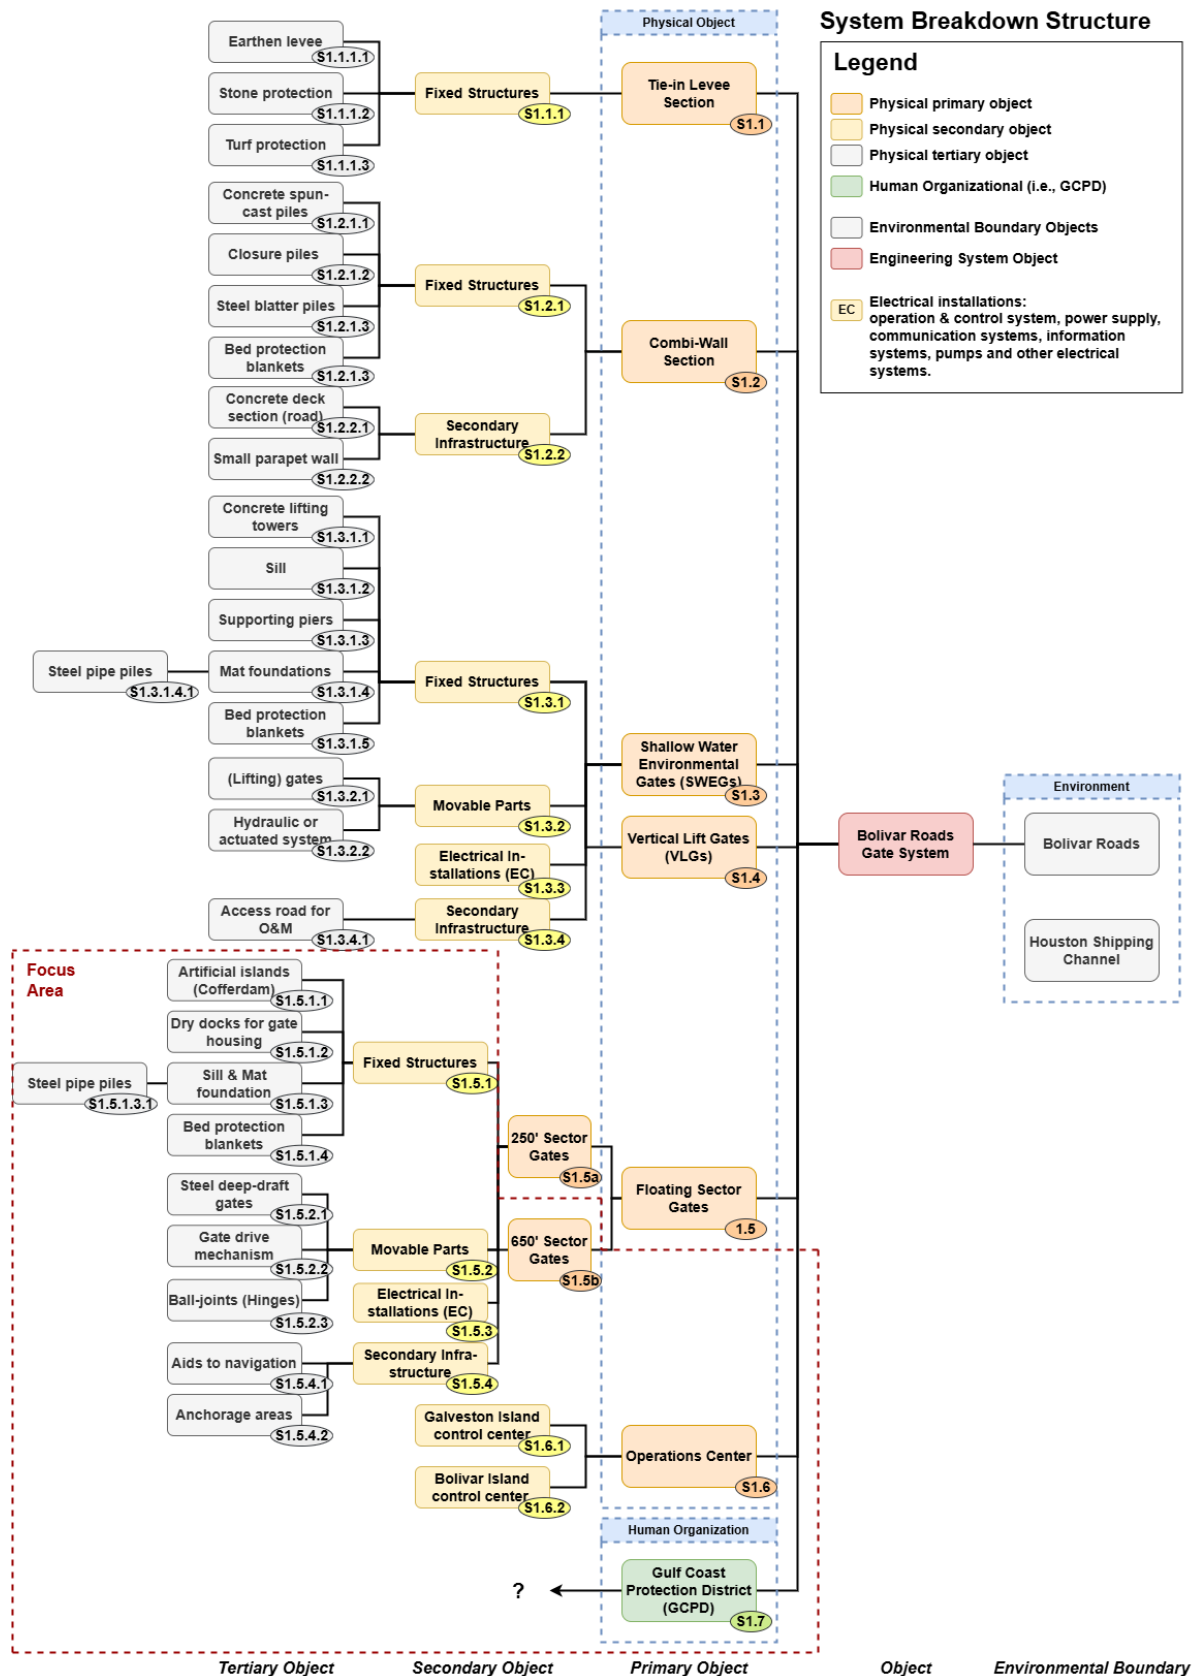 System Breakdown Structure
Legend
Physical primary object
Physical secondary object
Physical tertiary object
Human Organizational (i.e., GCPD)
Environmental Boundary Objects
Engineering System Object
EC
Electrical installations:
operation & control system, power supply,
communication systems, information
systems, pumps and other electrical
systems.
Physical Object
Earthen levee
S1.1.1.1
Stone protection
S1.1.1.2
Turf protection
S1.1.1.3
Fixed Structures
S1.1.1
Tie-in Levee
Section
S1.1
Concrete spun-
cast piles
S1.2.1.1
Closure piles
S1.2.1.2
Steel blatter piles
S1.2.1.3
Bed protection
blankets
S1.2.1.3
Fixed Structures
S1.2.1
Concrete deck
section (road)
S1.2.2.1
Small parapet wall
S1.2.2.2
Secondary
Infrastructure
S1.2.2
Combi-Wall
Section
S1.2
Concrete lifting
towers
S1.3.1.1
Sill
S1.3.1.2
Supporting piers
S1.3.1.3
Steel pipe piles
S1.3.1.4.1
Mat foundations
S1.3.1.4
Bed protection
blankets
S1.3.1.5
Fixed Structures
S1.3.1
(Lifting) gates
S1.3.2.1
Hydraulic or
actuated system
S1.3.2.2
Movable Parts
S1.3.2
Electrical In-
stallations (EC)
S1.3.3
Access road for
O&M
S1.3.4.1
Secondary
Infrastructure
S1.3.4
Shallow Water
Environmental
Gates (SWEGs)
S1.3
Vertical Lift Gates
(VLGs)
S1.4
Bolivar Roads
Gate System
Environment
Bolivar Roads
Houston Shipping
Channel
Focus
Area
Artificial islands
(Cofferdam)
S1.5.1.1
Dry docks for gate
housing
S1.5.1.2
Steel pipe piles
S1.5.1.3.1
Sill & Mat
foundation
S1.5.1.3
Bed protection
blankets
S1.5.1.4
Fixed Structures
S1.5.1
Steel deep-draft
gates
S1.5.2.1
Gate drive
mechanism
S1.5.2.2
Ball-joints (Hinges)
S1.5.2.3
Movable Parts
S1.5.2
Electrical In-
stallations (EC)
S1.5.3
Aids to navigation
S1.5.4.1
Anchorage areas
S1.5.4.2
Secondary Infra-
structure
S1.5.4
250' Sector
Gates
S1.5a
650' Sector
Gates
S1.5b
Floating Sector
Gates
1.5
Galveston Island
control center
S1.6.1
Bolivar Island
control center
S1.6.2
Operations Center
S1.6
Human Organization
?
Gulf Coast
Protection District
(GCPD)
S1.7
Tertiary Object
Secondary Object
Primary Object
Object
Environmental Boundary